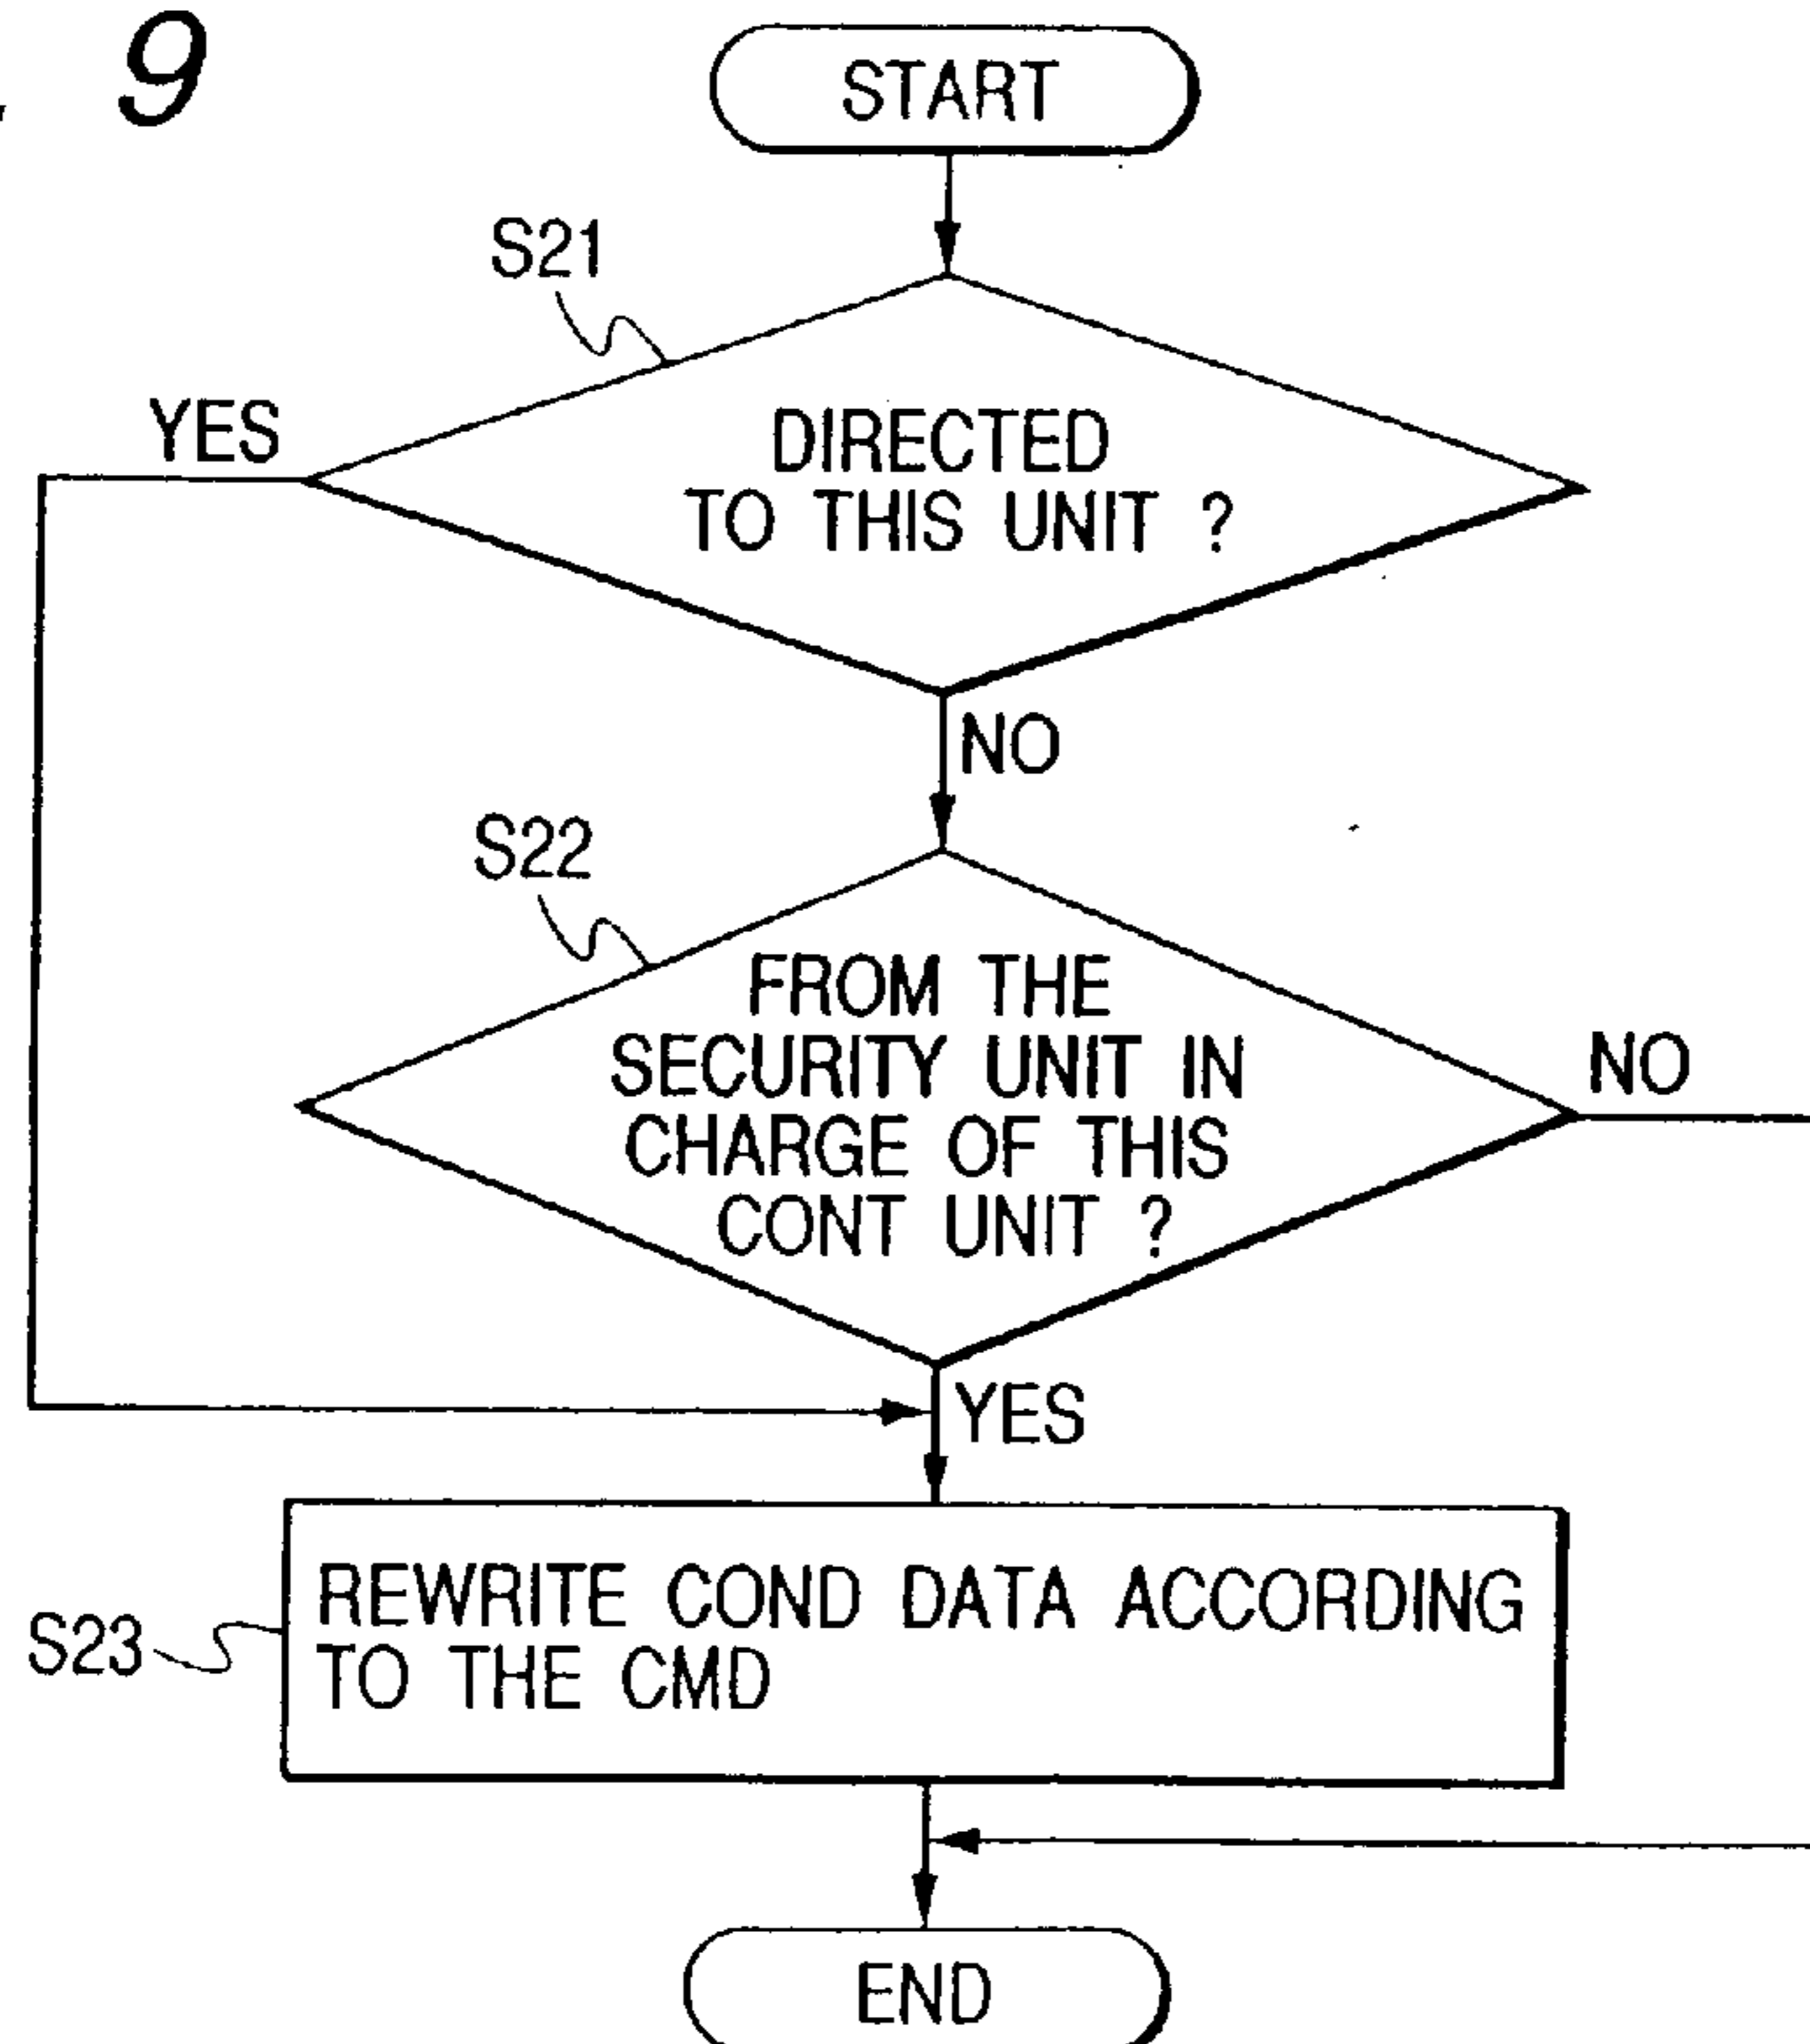 9
START
S21
YES
DIRECTED
TO THIS UNIT ?
NO
S22
FROM THE
SECURITY UNIT IN
CHARGE OF THIS
CONT UNIT ?
NO
YES
REWRITE COND DATA ACCORDING
TO THE CMD
S23
END